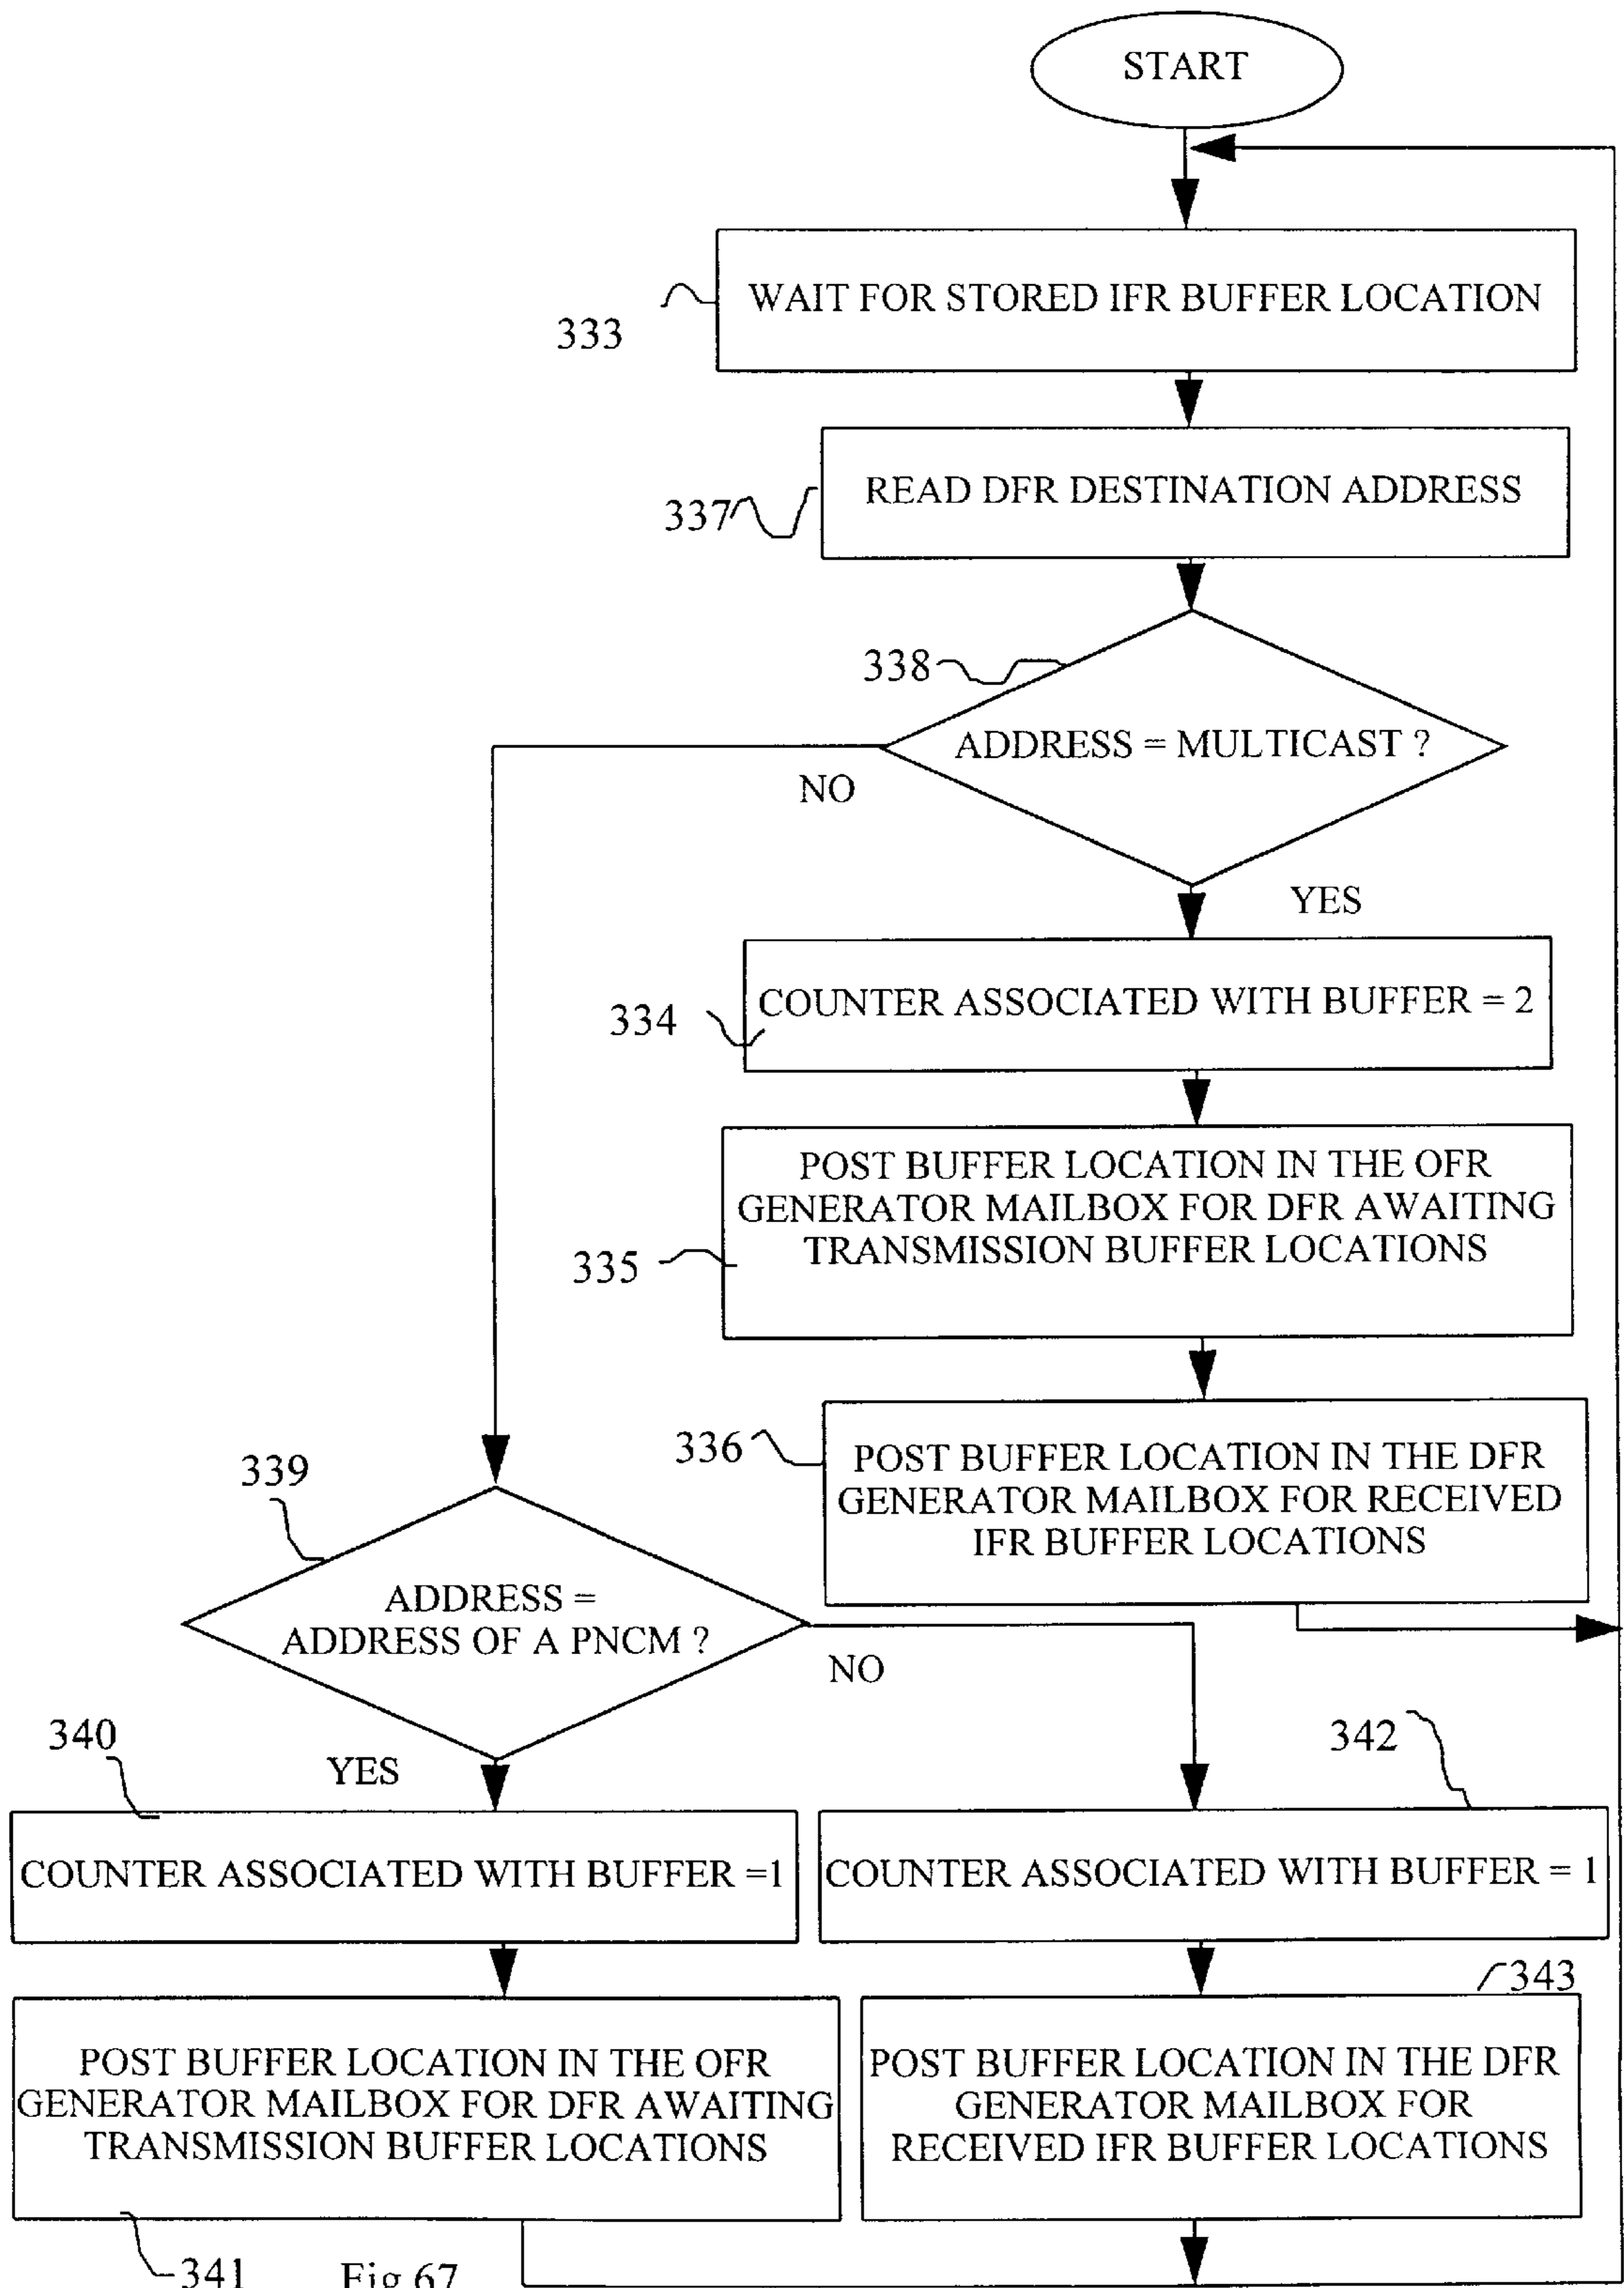 START
WAIT FOR STORED IFR BUFFER LOCATION
333
READ DFR DESTINATION ADDRESS
337
338
ADDRESS = MULTICAST ?
NO
YES
COUNTER ASSOCIATED WITH BUFFER = 2
334
POST BUFFER LOCATION IN THE OFR
GENERATOR MAILBOX FOR DFR AWAITING
TRANSMISSION BUFFER LOCATIONS
335
336
POST BUFFER LOCATION IN THE DFR
GENERATOR MAILBOX FOR RECEIVED
IFR BUFFER LOCATIONS
339
ADDRESS =
ADDRESS OF A PNCM ?
NO
340
YES
342
COUNTER ASSOCIATED WITH BUFFER =1
COUNTER ASSOCIATED WITH BUFFER = 1
343
POST BUFFER LOCATION IN THE OFR
GENERATOR MAILBOX FOR DFR AWAITING
TRANSMISSION BUFFER LOCATIONS
POST BUFFER LOCATION IN THE DFR
GENERATOR MAILBOX FOR
RECEIVED IFR BUFFER LOCATIONS
341
Fig 67